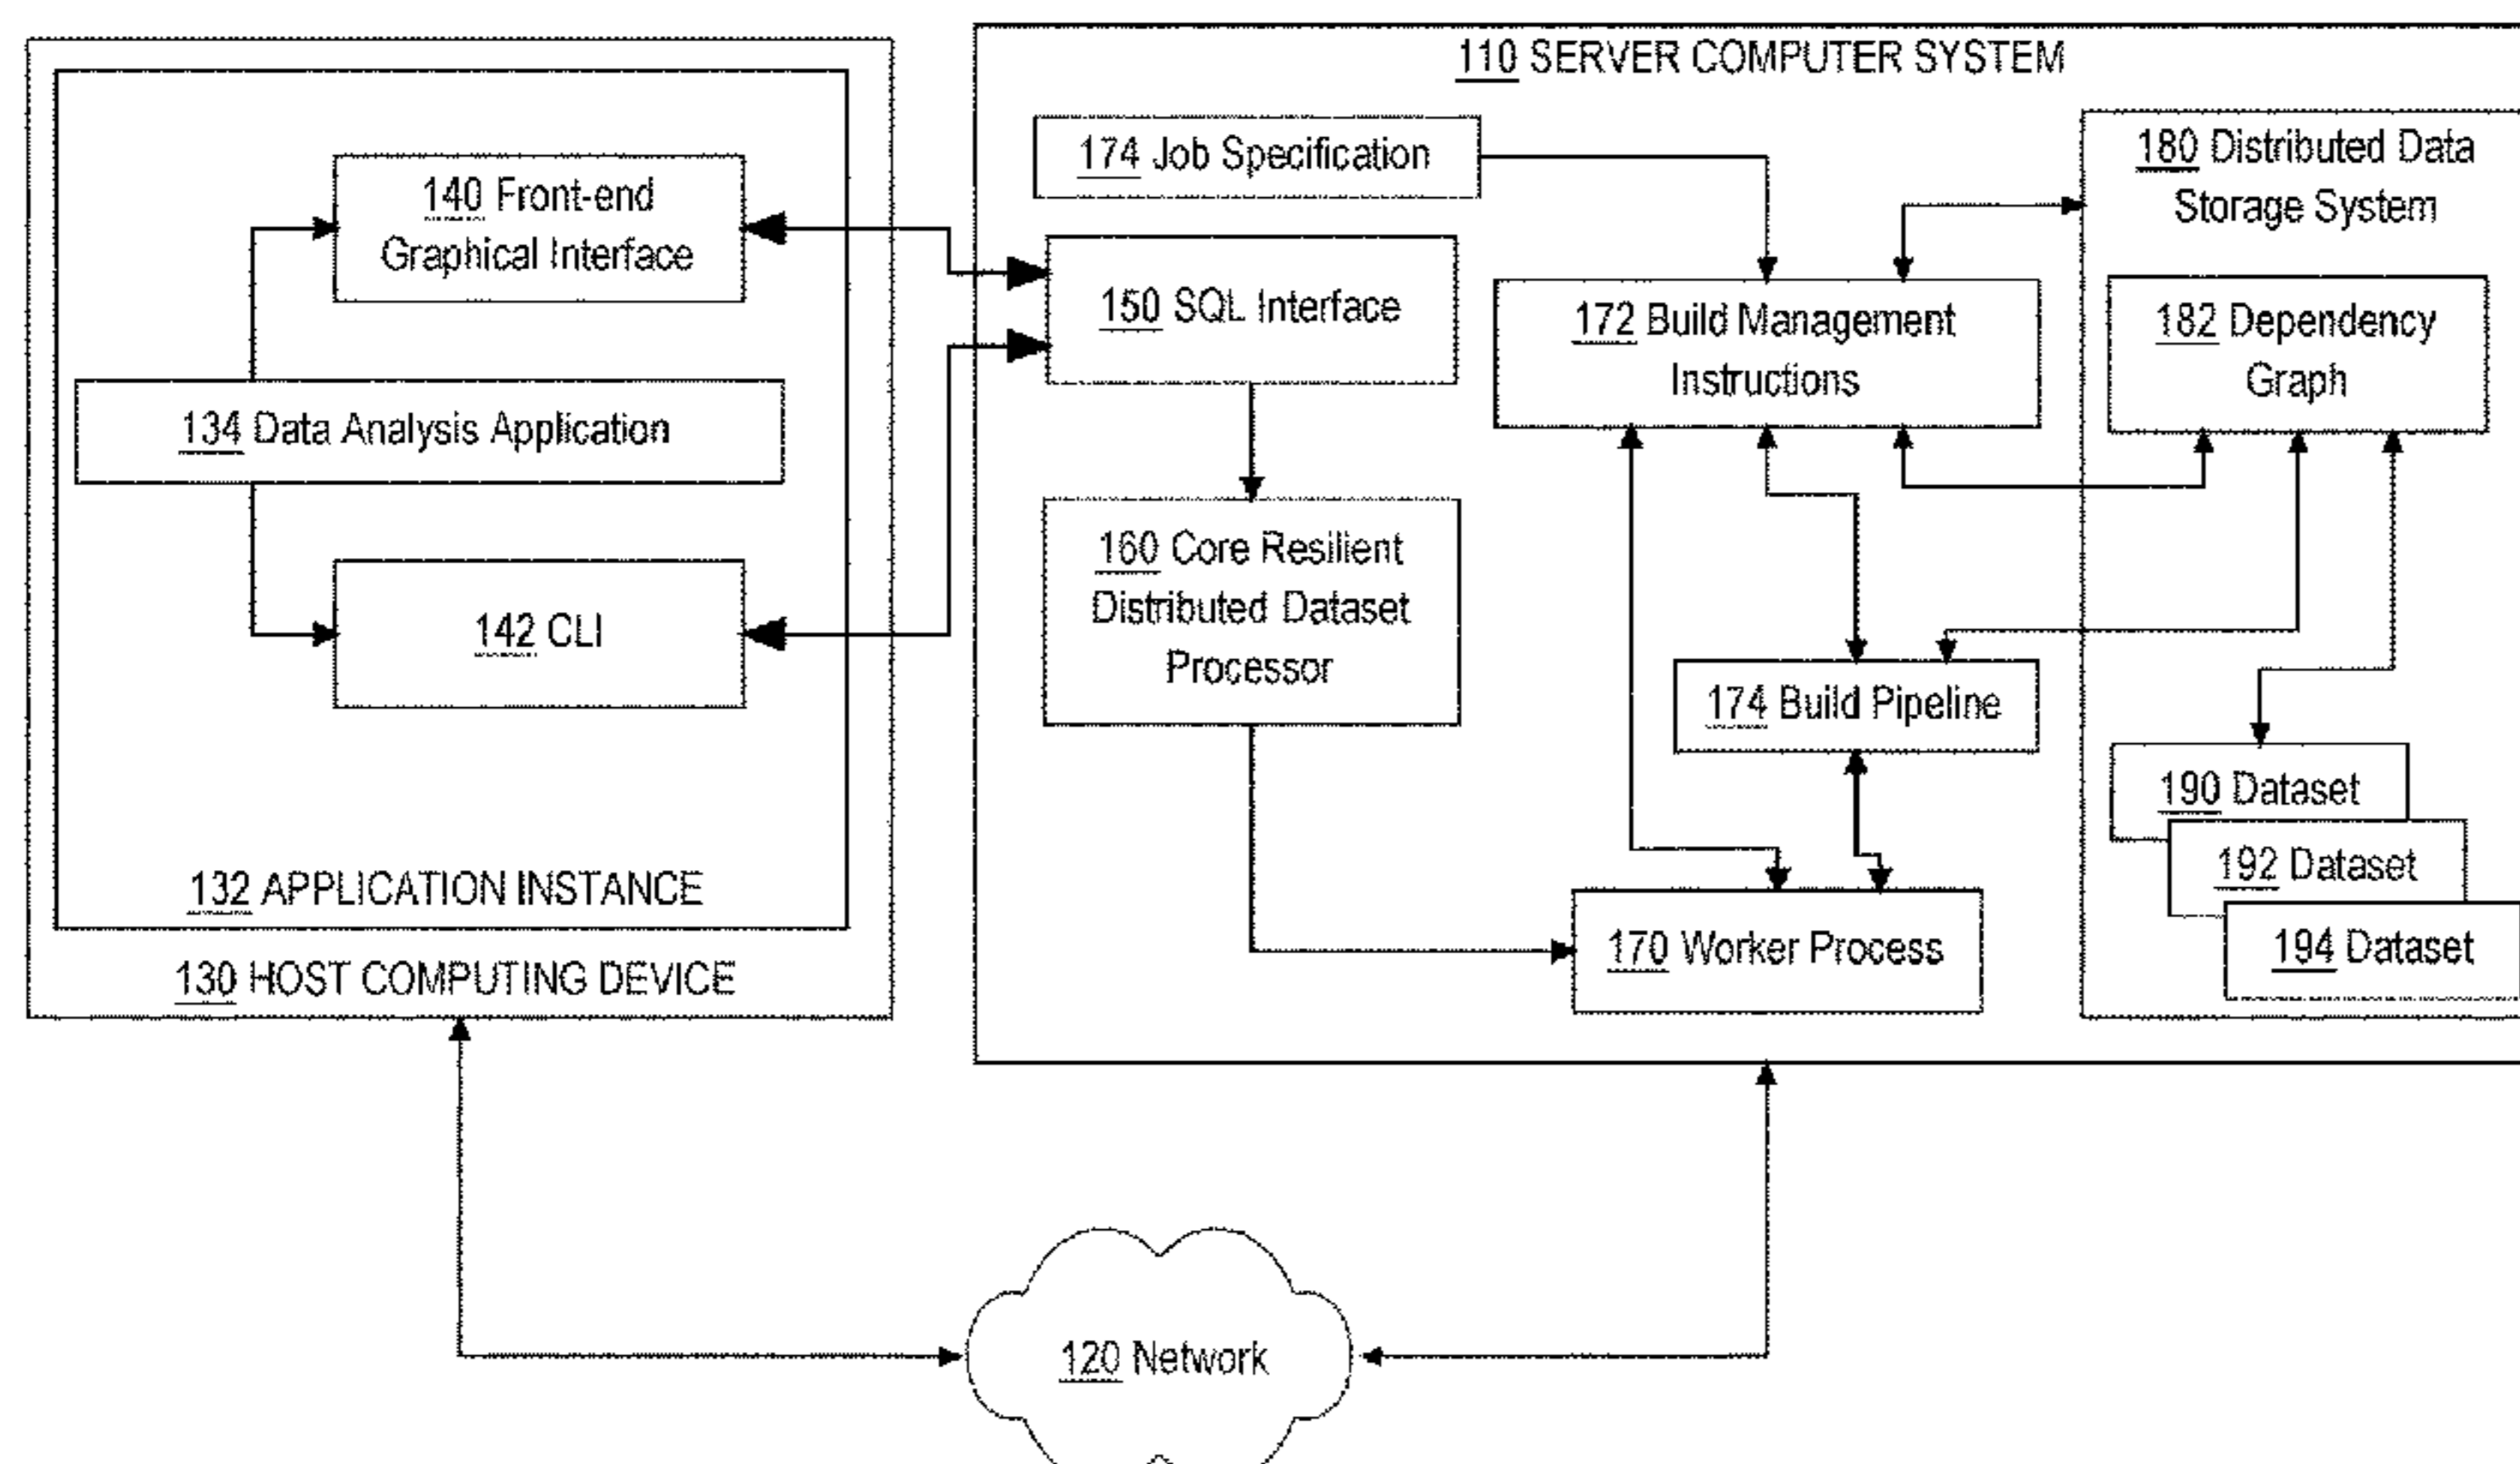 110 SERVER COMPUTER SYSTEM
140 Front-end
Graphical Interface
134 Data Analysis Application
142 CLI
132 APPLICATION INSTANCE
130 HOST COMPUTING DEVICE
174 Job Specification
150 SQL Interface
160 Core Resilient
Distributed Dataset
Processor
172 Build Management
Instructions
174 Build Pipeline
170 Worker Process
180 Distributed Data
Storage System
182 Dependency
Graph
190 Dataset
192 Dataset
194 Dataset
120 Network